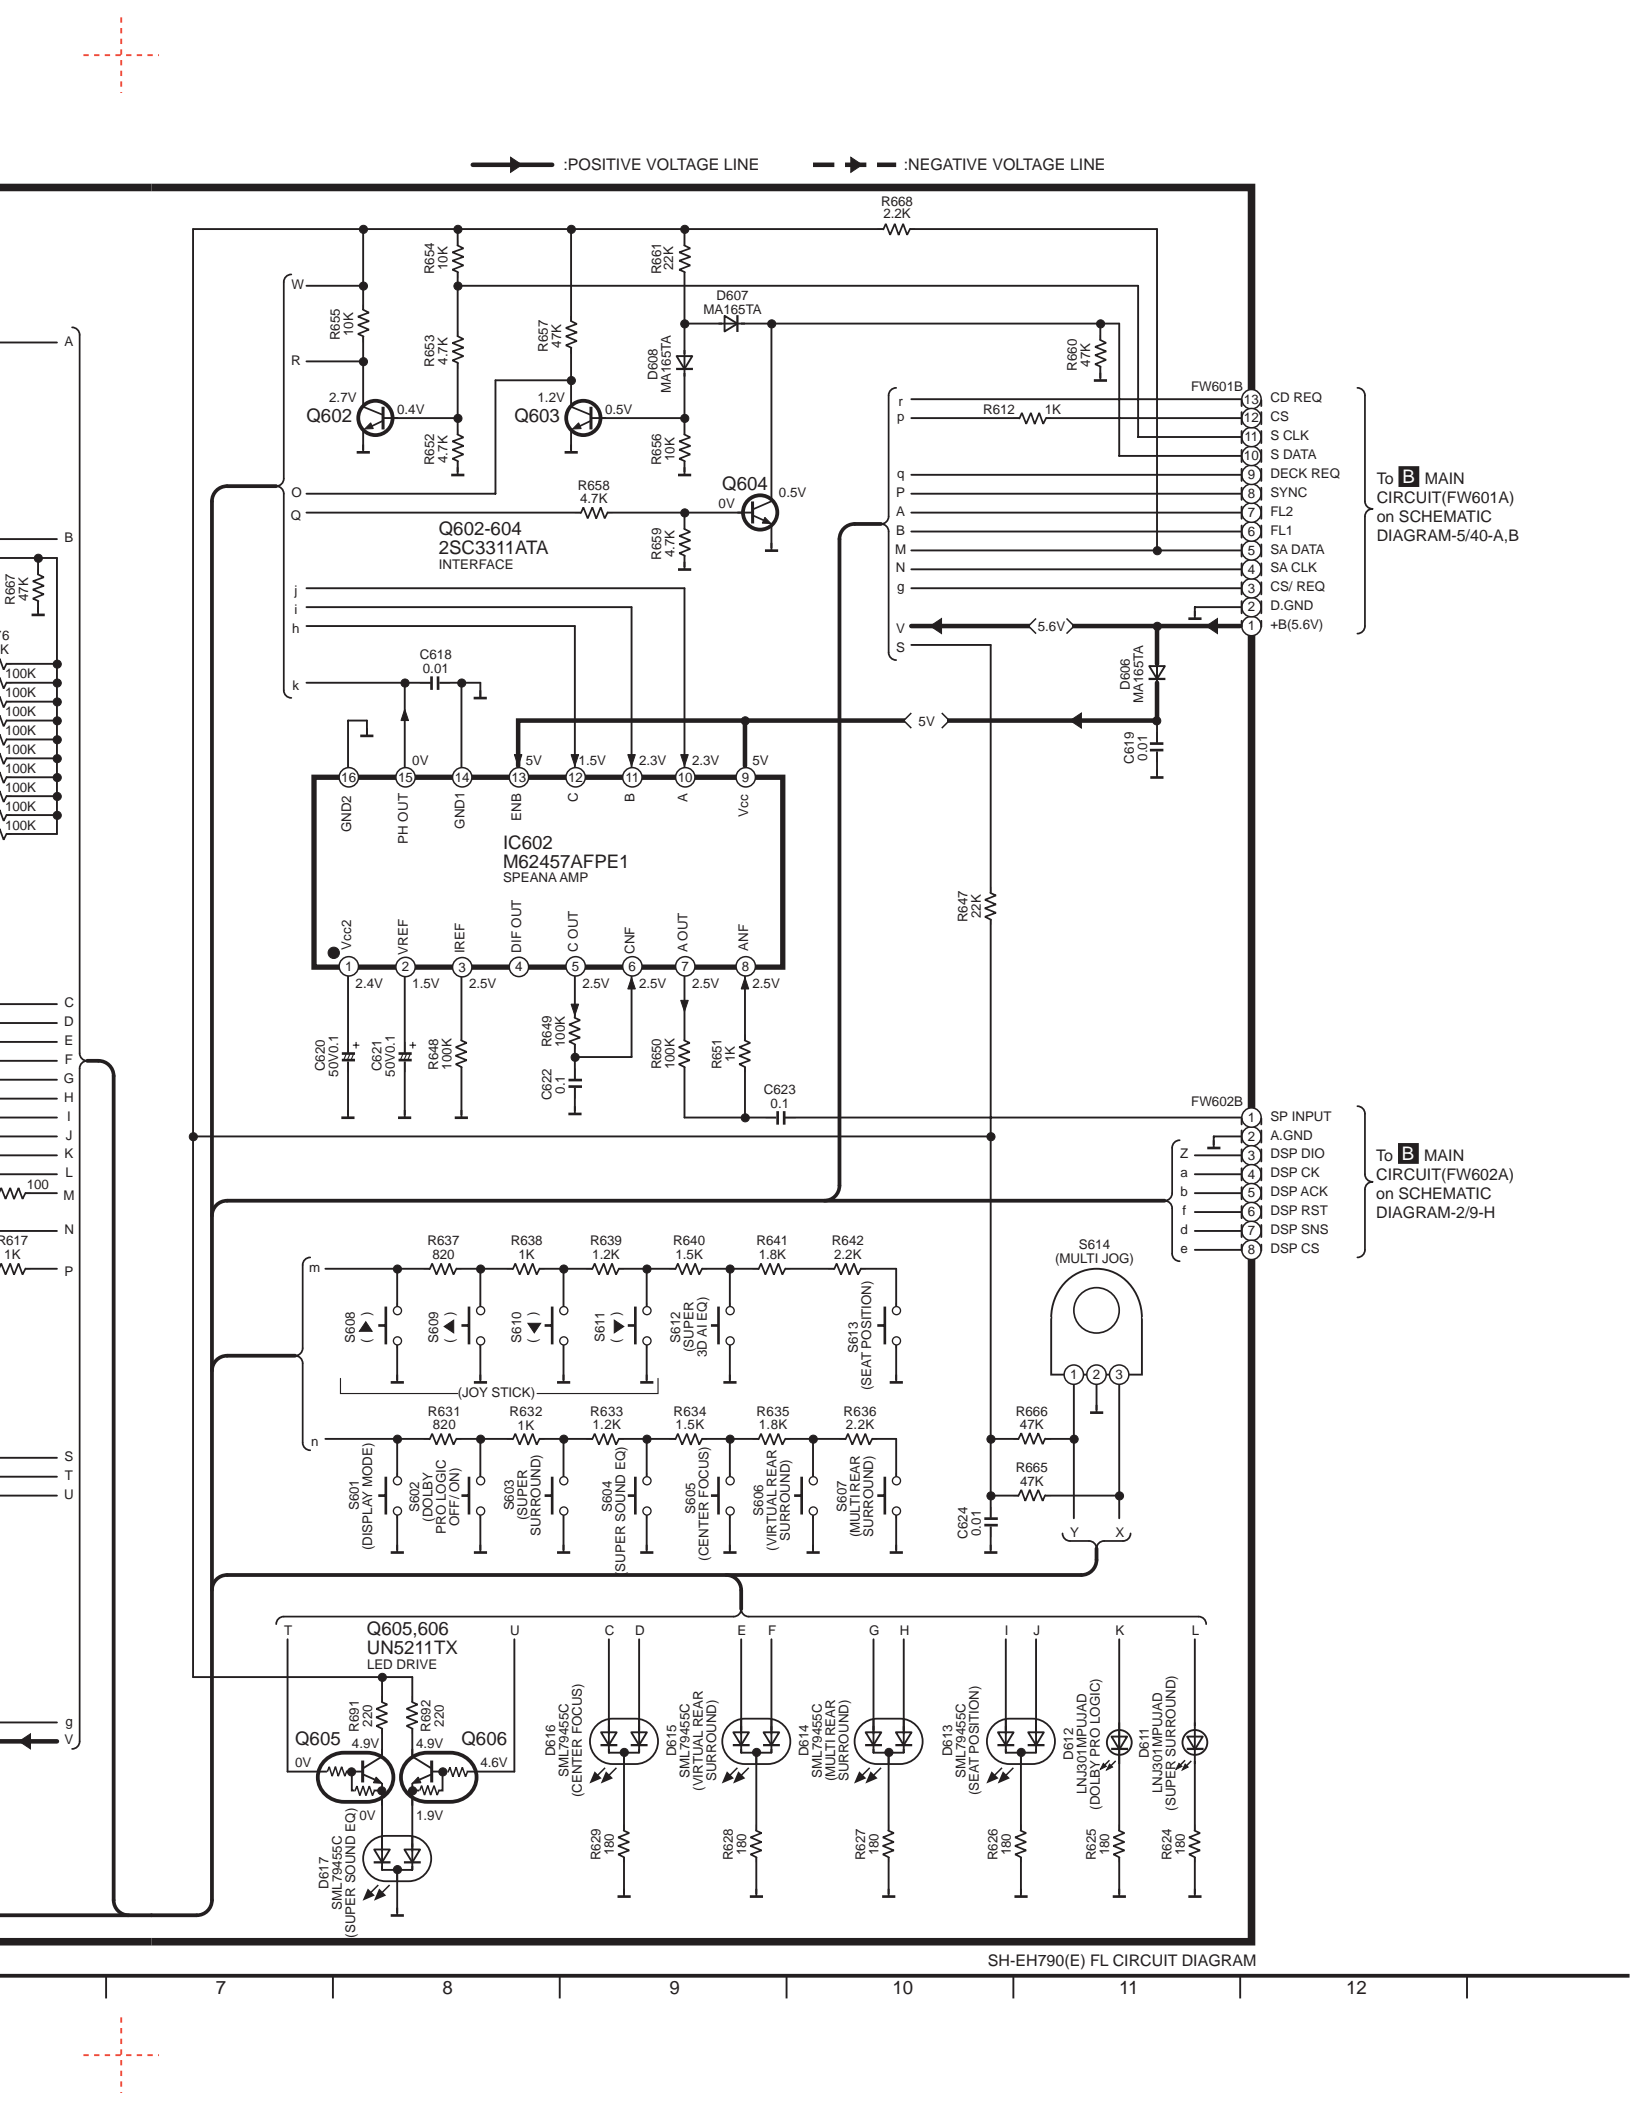 :POSITIVE VOLTAGE LINE
:NEGATIVE VOLTAGE LINE
R668
2.2K
R654
10K
R661
22K
W
D607
MA165TA
R655
10K
R653
4.7K
R657
47K
D608
MA165TA
R660
47K
A
R
2.7V
Q602
0.4V
1.2V
Q603
0.5V
R652
4.7K
R656
10K
FW601B
r
p
R612
1K
13 CD REQ
12 CS
11 S CLK
10 S DATA
q
9 DECK REQ
P
8 SYNC
A
7 FL2
B
6 FL1
M
5 SA DATA
N
4 SA CLK
g
3 CS/ REQ
2 D.GND
V
5.6V
1 +B(5.6V)
S
To B MAIN
CIRCUIT(FW601A)
on SCHEMATIC
DIAGRAM-5/40-A,B
O
Q
R658
4.7K
Q604
0V
0.5V
Q602-604
2SC3311ATA
INTERFACE
R659
4.7K
B
R667
47K
j
i
h
k
C618
0.01
D606
MA165TA
5V
C619
0.01
100K
100K
100K
100K
100K
100K
100K
100K
100K
0V
5V
1.5V
2.3V
2.3V
5V
16
15
14
13
12
11
10
9
GND2
PH OUT
GND1
ENB
C
B
A
Vcc
IC602
M62457AFPE1
SPEANA AMP
Vcc2
VREF
IREF
DIF OUT
C OUT
CNF
A OUT
ANF
1
2
3
4
5
6
7
8
2.4V
1.5V
2.5V
2.5V
2.5V
2.5V
2.5V
R647
22K
C620
50V0.1
+
C621
50V0.1
+
R648
100K
R649
100K
C622
0.1
R650
100K
R651
1K
C623
0.1
C
D
E
F
G
H
I
J
K
L
100
M
N
R617
1K
P
S
T
U
g
V
FW602B
1 SP INPUT
2 A.GND
Z
3 DSP DIO
a
4 DSP CK
b
5 DSP ACK
f
6 DSP RST
d
7 DSP SNS
e
8 DSP CS
To B MAIN
CIRCUIT(FW602A)
on SCHEMATIC
DIAGRAM-2/9-H
m
R637
820
R638
1K
R639
1.2K
R640
1.5K
R641
1.8K
R642
2.2K
S608
(▲)
S609
(◀)
S610
(▼)
S611
(▶)
S612
(SUPER
3D AI EQ)
S613
(SEAT POSITION)
(JOY STICK)
S614
(MULTI JOG)
1
2
3
n
R631
820
R632
1K
R633
1.2K
R634
1.5K
R635
1.8K
R636
2.2K
S601
(DISPLAY MODE)
S602
(DOLBY
PRO LOGIC
OFF/ ON)
S603
(SUPER
SURROUND)
S604
(SUPER SOUND EQ)
S605
(CENTER FOCUS)
S606
(VIRTUAL REAR
SURROUND)
S607
(MULTI REAR
SURROUND)
R666
47K
R665
47K
C624
0.01
Y
X
T
Q605,606
UN5211TX
LED DRIVE
U
C
D
E
F
G
H
I
J
K
L
R691
220
R692
220
Q605
4.9V
0V
4.9V
Q606
4.6V
0V
1.9V
D617
SML79455C
(SUPER SOUND EQ)
D616
SML79455C
(CENTER FOCUS)
D615
SML79455C
(VIRTUAL REAR
SURROUND)
D614
SML79455C
(MULTI REAR
SURROUND)
D613
SML79455C
(SEAT POSITION)
D612
LNJ301MPUJAD
(DOLBY PRO LOGIC)
D611
LNJ301MPUJAD
(SUPER SURROUND)
R629
180
R628
180
R627
180
R626
180
R625
180
R624
180
SH-EH790(E) FL CIRCUIT DIAGRAM
7
8
9
10
11
12